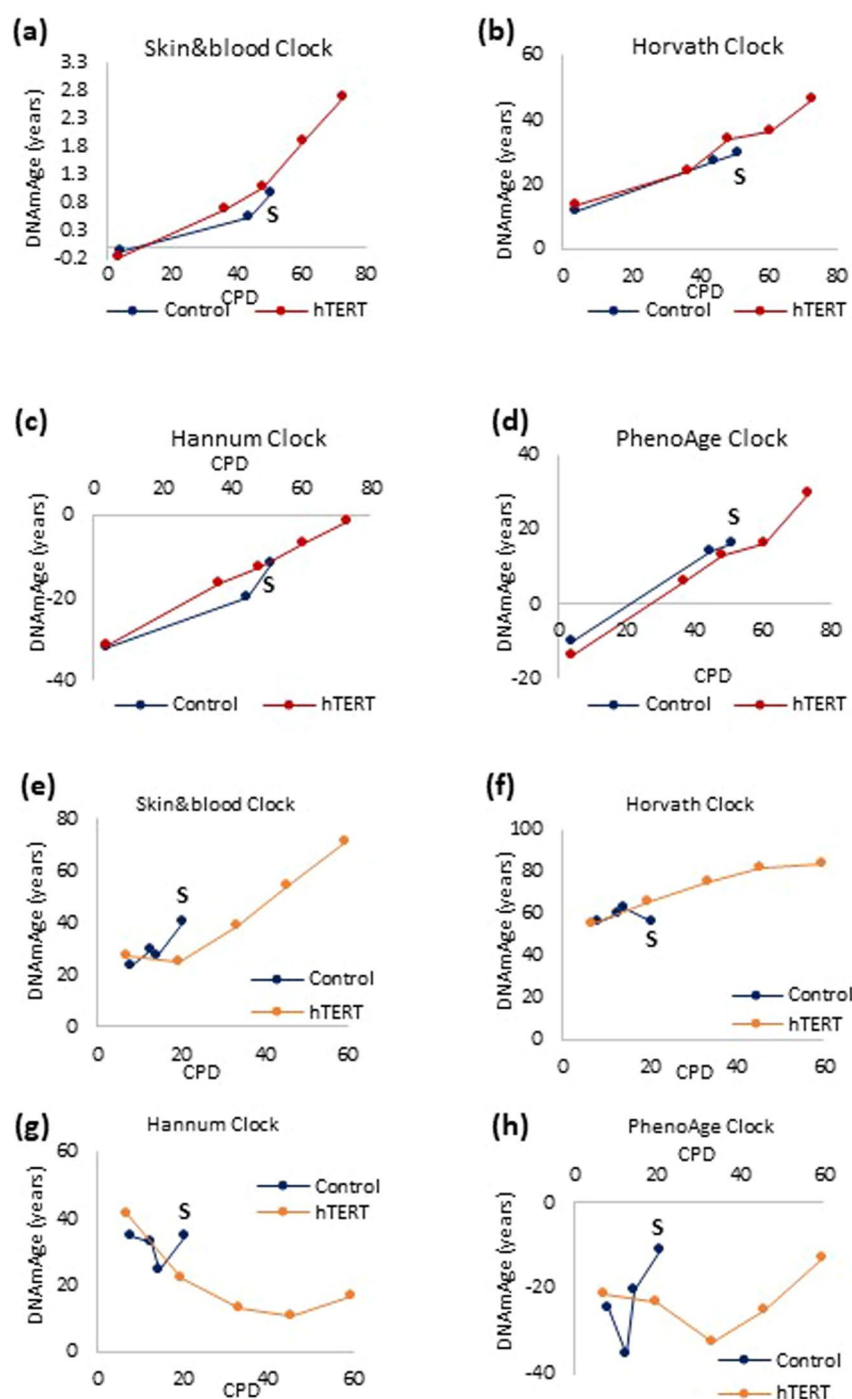 (a)
Skin&blood Clock
DNAmAge (years)
3.3
2.8
2.3
1.8
1.3
0.8
0.3
-0.2
S
0 20 40 60 80
CPD
Control hTERT
(b)
Horvath Clock
DNAmAge (years)
60
40
20
0
S
0 20 40 60 80
CPD
Control hTERT
(c)
Hannum Clock
CPD
0 20 40 60 80
DNAmAge (years)
0
-20
-40
S
Control hTERT
(d)
PhenoAge Clock
DNAmAge (years)
40
20
0
-20
S
0 20 40 60 80
CPD
Control hTERT
(e)
Skin&blood Clock
DNAmAge (years)
80
60
40
20
0
S
Control
hTERT
0 20 40 60
CPD
(f)
Horvath Clock
DNAmAge (years)
100
80
60
40
20
0
S
Control
hTERT
0 20 40 60
CPD
(g)
Hannum Clock
DNAmAge (years)
60
40
20
0
S
Control
hTERT
0 20 40 60
CPD
(h)
PhenoAge Clock
CPD
0 20 40 60
DNAmAge (years)
0
-20
-40
S
Control
hTERT